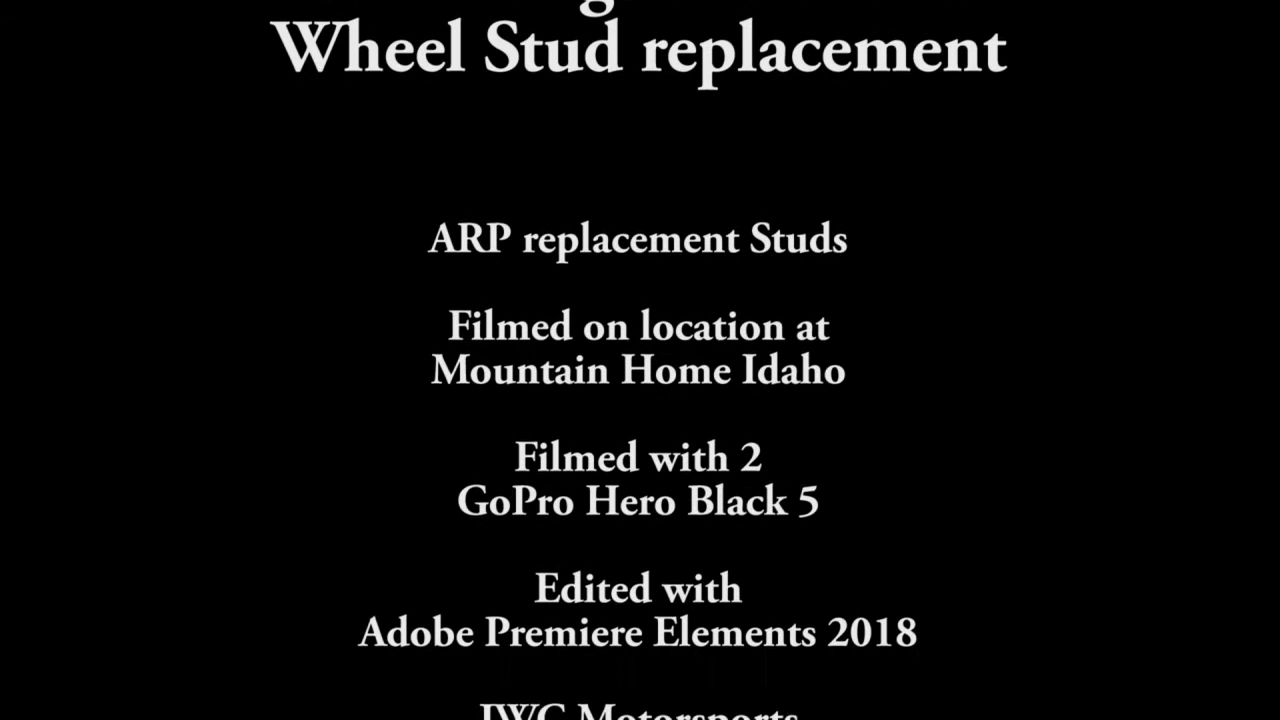 Wheel Stud replacement
ARP replacement Studs
Filmed on location at
Mountain Home Idaho
Filmed with 2
GoPro Hero Black 5
Edited with
Adobe Premiere Elements 2018
Motorsports